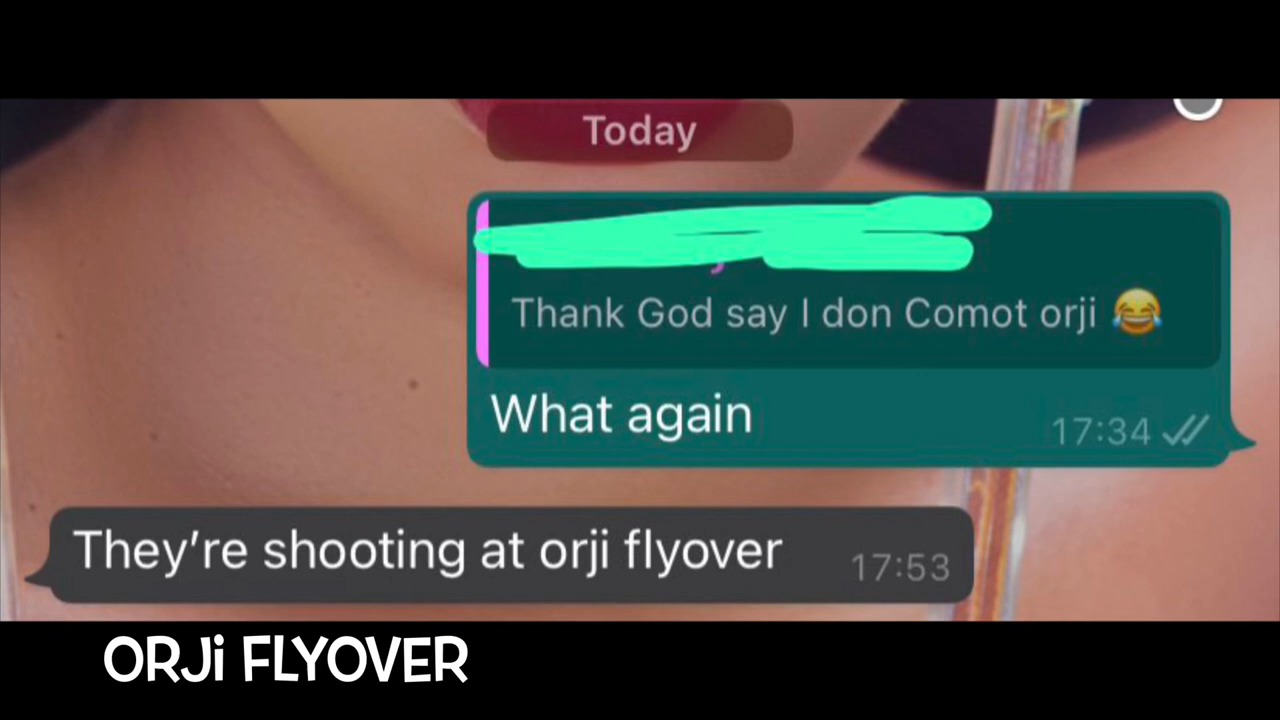 Today
Thank God say I don Comot orji 😂
What again
17:34
They're shooting at orji flyover
17:53
ORJi FLYOVER